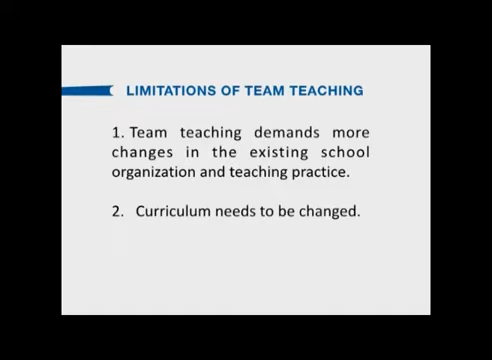 LIMITATIONS OF TEAM TEACHING
1. Team teaching demands more
changes in the existing school
organization and teaching practice.
2. Curriculum needs to be changed.